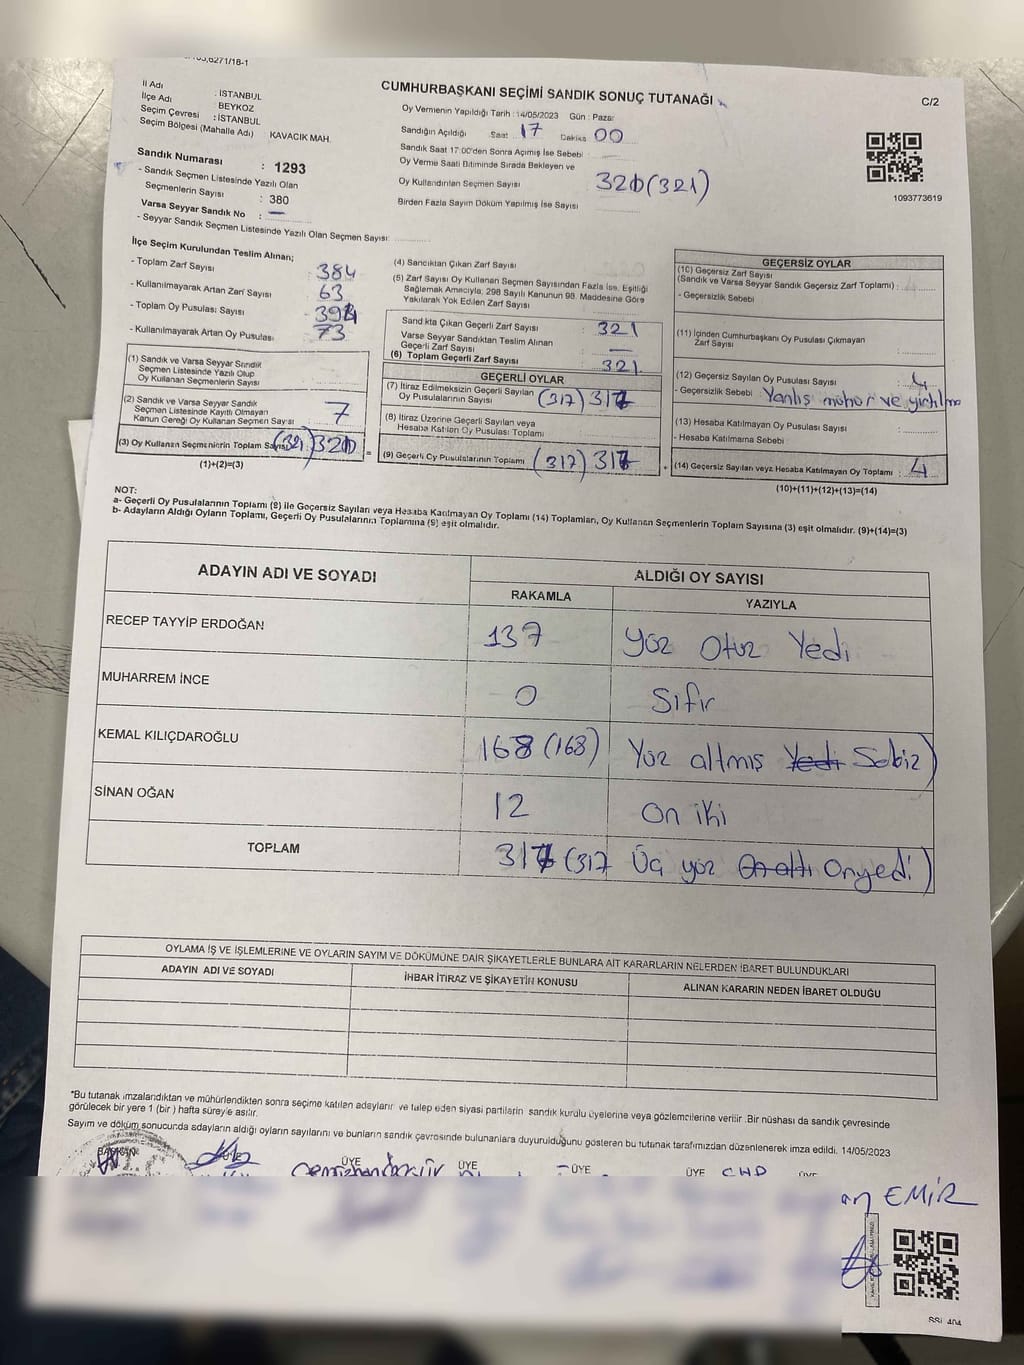 C/2
İl Adı : İSTANBUL
İlçe Adı : BEYKOZ
Seçim Çevresi : İSTANBUL
Seçim Bölgesi (Mahalle Adı) KAVACIK MAH.
Sandık Numarası : 1293
- Sandık Seçmen Listesinde Yazılı Olan
Seçmenlerin Sayısı : 380
Varsa Seyyar Sandık No : —
- Seyyar Sandık Seçmen Listesinde Yazılı Olan Seçmen Sayısı:
CUMHURBAŞKANI SEÇİMİ SANDIK SONUÇ TUTANAĞI
Oy Vermenin Yapıldığı Tarih : 14/05/2023 Gün : Pazar
Sandığın Açıldığı Saat 17 Dakika 00
Sandık Saat 17:00'den Sonra Açılmış İse Sebebi :
Oy Verme Saati Bitiminde Sırada Bekleyen ve
Oy Kullandırılan Seçmen Sayısı (321)
Birden Fazla Sayım Döküm Yapılmış İse Sayısı
1093773619
İlçe Seçim Kurulundan Teslim Alınan;
- Toplam Zarf Sayısı : 384
- Kullanılmayarak Artan Zarf Sayısı : 63
- Toplam Oy Pusulası Sayısı
- Kullanılmayarak Artan Oy Pusulası : 73
(1) Sandık ve Varsa Seyyar Sandık
Seçmen Listesinde Yazılı Olup
Oy Kullanan Seçmenlerin Sayısı
(2) Sandık ve Varsa Seyyar Sandık
Seçmen Listesinde Kayıtlı Olmayan
Kanun Gereği Oy Kullanan Seçmen Sayısı 7
(3) Oy Kullanan Seçmenlerin Toplam Sayısı (321)
(1)+(2)=(3)
(4) Sandıktan Çıkan Zarf Sayısı
(5) Zarf Sayısı Oy Kullanan Seçmen Sayısından Fazla İse, Eşitliği
Sağlamak Amacıyla; 298 Sayılı Kanunun 98. Maddesine Göre
Yakılarak Yok Edilen Zarf Sayısı
Sandıkta Çıkan Geçerli Zarf Sayısı : 321
Varsa Seyyar Sandıktan Teslim Alınan
Geçerli Zarf Sayısı : —
(6) Toplam Geçerli Zarf Sayısı : 321
GEÇERLİ OYLAR
(7) İtiraz Edilmeksizin Geçerli Sayılan
Oy Pusulalarının Sayısı : (317) 317
(8) İtiraz Üzerine Geçerli Sayılan veya
Hesaba Katılan Oy Pusulası Toplamı
(9) Geçerli Oy Pusulalarının Toplamı (317) 317
GEÇERSİZ OYLAR
(10) Geçersiz Zarf Sayısı
(Sandık ve Varsa Seyyar Sandık Geçersiz Zarf Toplamı) :
- Geçersizlik Sebebi :
(11) İçinden Cumhurbaşkanı Oy Pusulası Çıkmayan
Zarf Sayısı :
(12) Geçersiz Sayılan Oy Pusulası Sayısı : 4
- Geçersizlik Sebebi : Yanlış mühür ve yırtılma
(13) Hesaba Katılmayan Oy Pusulası Sayısı :
- Hesaba Katılmama Sebebi :
(14) Geçersiz Sayılan veya Hesaba Katılmayan Oy Toplamı : 4
(10)+(11)+(12)+(13)=(14)
NOT:
a- Geçerli Oy Pusulalarının Toplamı (9) ile Geçersiz Sayılan veya Hesaba Katılmayan Oy Toplamı (14) Toplamları, Oy Kullanan Seçmenlerin Toplam Sayısına (3) eşit olmalıdır. (9)+(14)=(3)
b- Adayların Aldığı Oyların Toplamı, Geçerli Oy Pusulalarının Toplamına (9) eşit olmalıdır.
ADAYIN ADI VE SOYADI ALDIĞI OY SAYISI
RAKAMLA YAZIYLA
RECEP TAYYİP ERDOĞAN 137 Yüz Otuz Yedi
MUHARREM İNCE 0 Sıfır
KEMAL KILIÇDAROĞLU 168 (168) Yüz altmış Yedi Sekiz)
SİNAN OĞAN 12 On iki
TOPLAM 317 (317 Üç yüz On altı Onyedi)
OYLAMA İŞ VE İŞLEMLERİNE VE OYLARIN SAYIM VE DÖKÜMÜNE DAİR ŞİKAYETLERLE BUNLARA AİT KARARLARIN NELERDEN İBARET BULUNDUKLARI
ADAYIN ADI VE SOYADI İHBAR İTİRAZ VE ŞİKAYETİN KONUSU ALINAN KARARIN NEDEN İBARET OLDUĞU
*Bu tutanak imzalandıktan ve mühürlendikten sonra seçime katılan adayların ve talep eden siyasi partilerin sandık kurulu üyelerine veya gözlemcilerine verilir. Bir nüshası da sandık çevresinde
görülecek bir yere 1 (bir) hafta süreyle asılır.
Sayım ve döküm sonucunda adayların aldığı oyların sayılarını ve bunların sandık çevresinde bulunanlara duyurulduğunu gösteren bu tutanak tarafımızdan düzenlenerek imza edildi. 14/05/2023
BAŞKAN ÜYE ÜYE ÜYE ÜYE CHP
EMİR